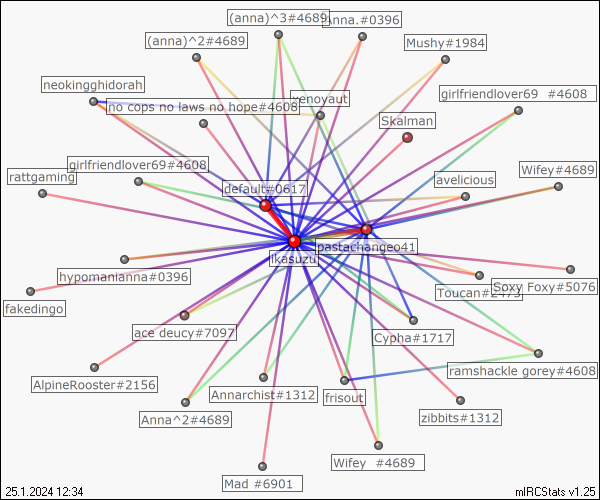 (anna)^3#4689
Anna.#0396
(anna)^2#4689
Mushy#1984
neokingghidorah
girlfriendlover69 #4608
xenoyaut
no cops no laws no hope#4608
Skalman
girlfriendlover69#4608
Wifey#4689
rattgaming
default#0617
avelicious
pastachangeo41
ikasuzu
hypomanianna#0396
Soxy Foxy#5076
Toucan#2473
fakedingo
ace deucy#7097
Cypha#1717
ramshackle gorey#4608
AlpineRooster#2156
Annarchist#1312
frisout
Anna^2#4689
zibbits#1312
Wifey #4689
Mad #6901
25.1.2024 12:34
mIRCStats v1.25